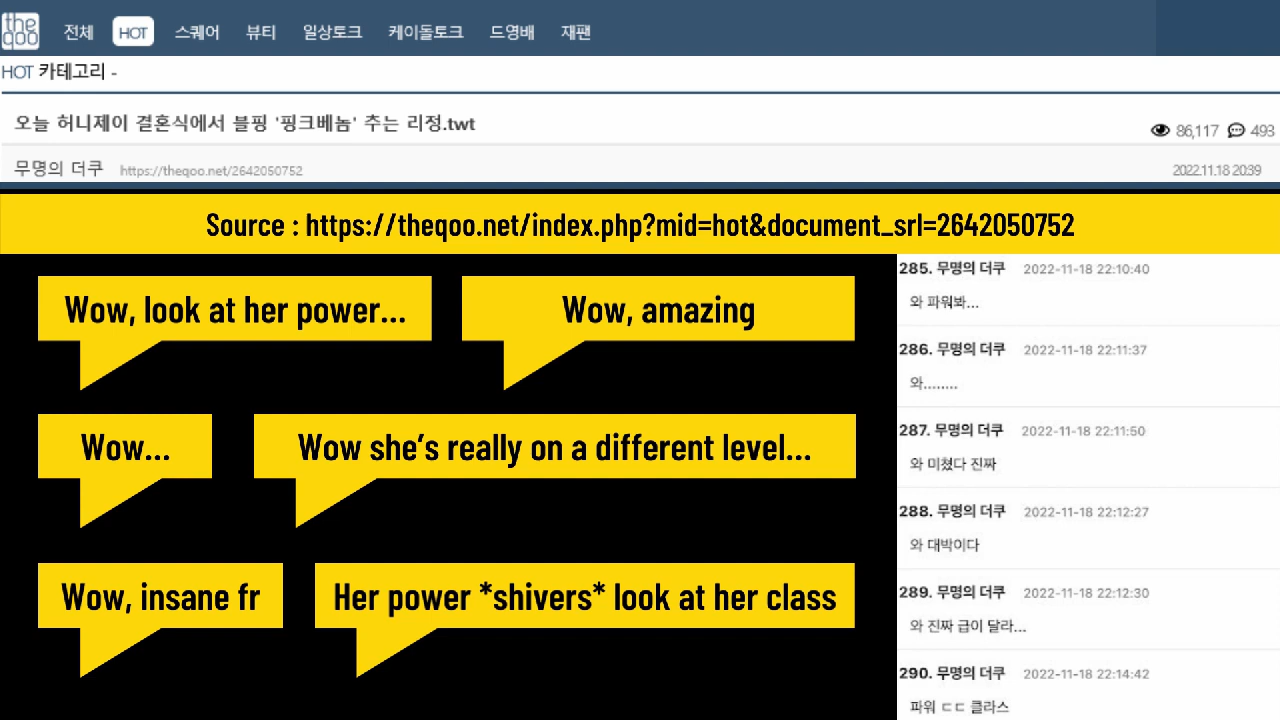 the qoo
전체 HOT 스퀘어 뷰티 일상토크 케이돌토크 드영배 재팬
HOT 카테고리 -
오늘 허니제이 결혼식에서 블핑 '핑크베놈' 추는 리정.twt
86,117 493
무명의 더쿠 https://theqoo.net/2642050752 2022.11.18 20:39
Source : https://theqoo.net/index.php?mid=hot&document_srl=2642050752
Wow, look at her power...
Wow, amazing
Wow...
Wow she's really on a different level...
Wow, insane fr
Her power *shivers* look at her class
285. 무명의 더쿠 2022-11-18 22:10:40
와 파워봐...
286. 무명의 더쿠 2022-11-18 22:11:37
와........
287. 무명의 더쿠 2022-11-18 22:11:50
와 미쳤다 진짜
288. 무명의 더쿠 2022-11-18 22:12:27
와 대박이다
289. 무명의 더쿠 2022-11-18 22:12:30
와 진짜 급이 달라...
290. 무명의 더쿠 2022-11-18 22:14:42
파워 ㄷㄷ 클라스